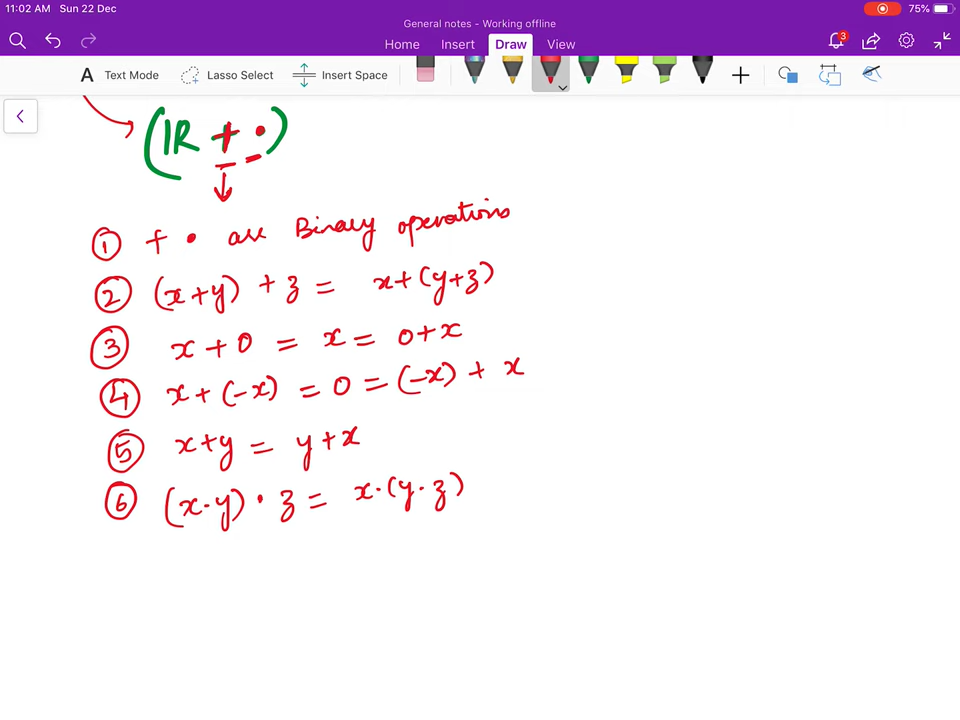 11:02 AM Sun 22 Dec
75%
General notes - Working offline
Home Insert Draw View
3
A Text Mode Lasso Select Insert Space
(IR + •)
① + • are Binary operations
② (x+y) + z = x+(y+z)
③ x + 0 = x = 0+x
④ x+(-x) = 0 = (-x) + x
⑤ x+y = y+x
⑥ (x·y)·z = x·(y·z)